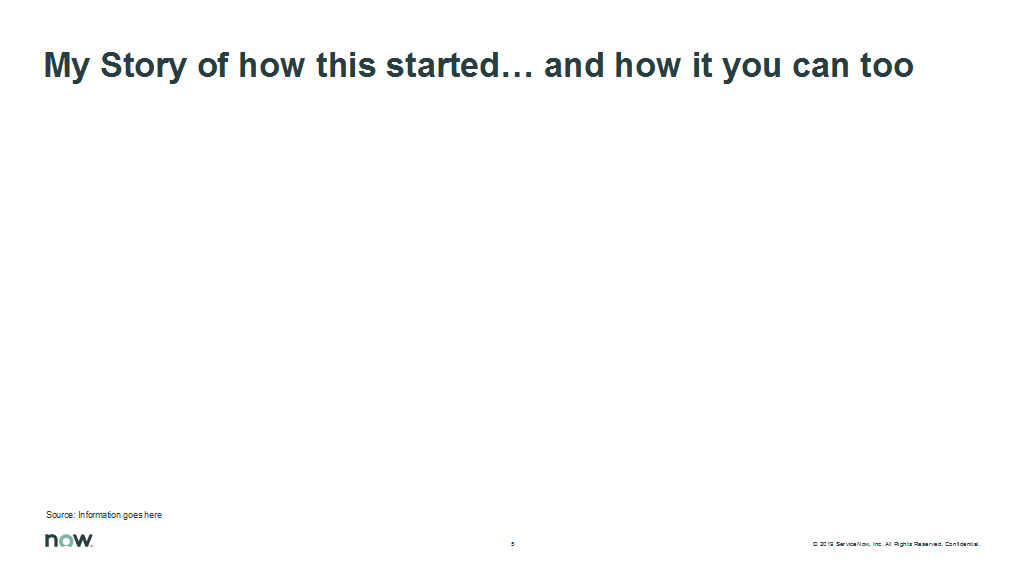 My Story of how this started… and how it you can too
Source: Information goes here
now.
5
© 2019 ServiceNow, Inc. All Rights Reserved. Confidential.